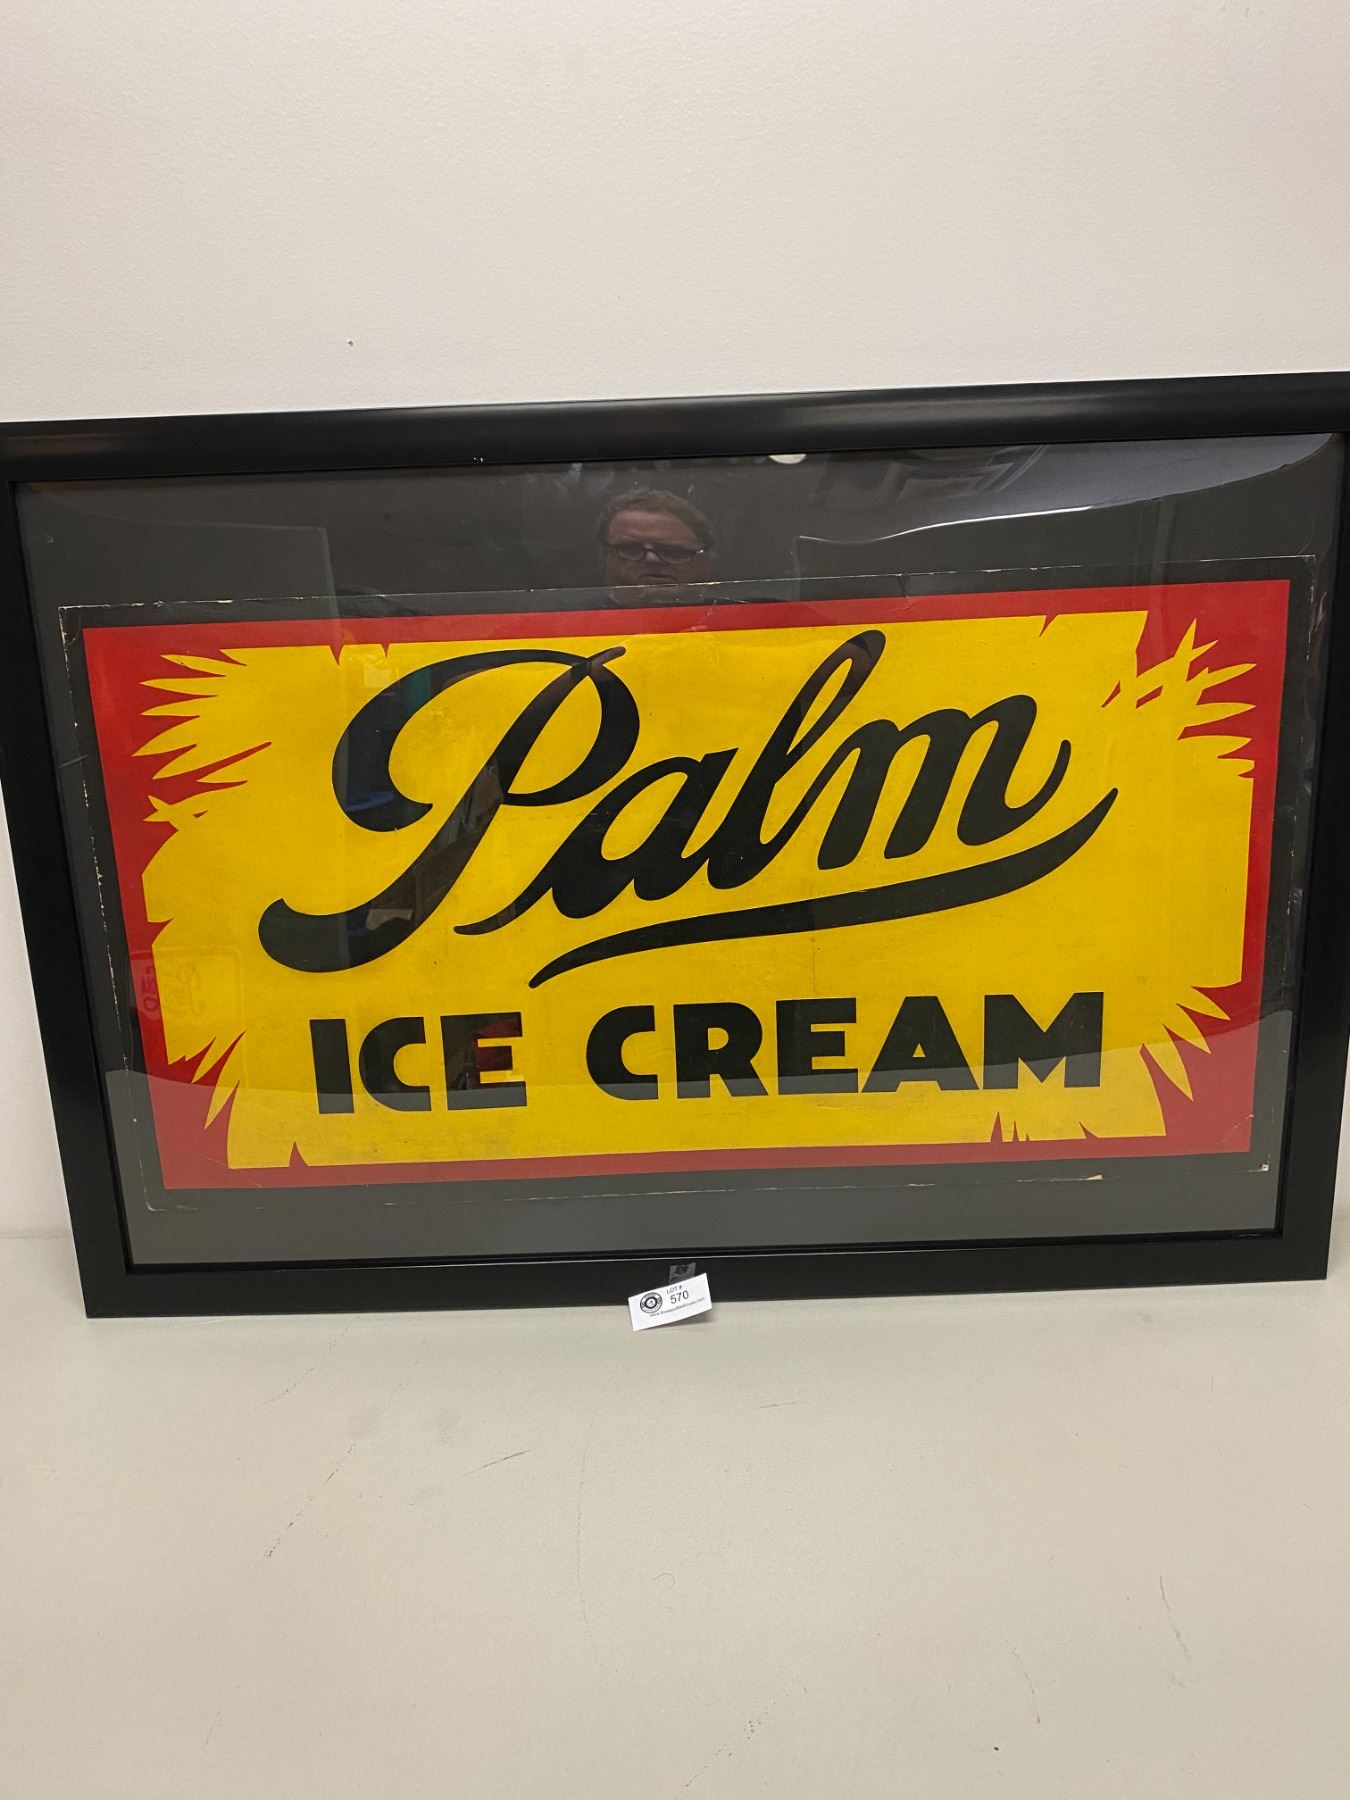 Palm
ICE CREAM
LOT #
570